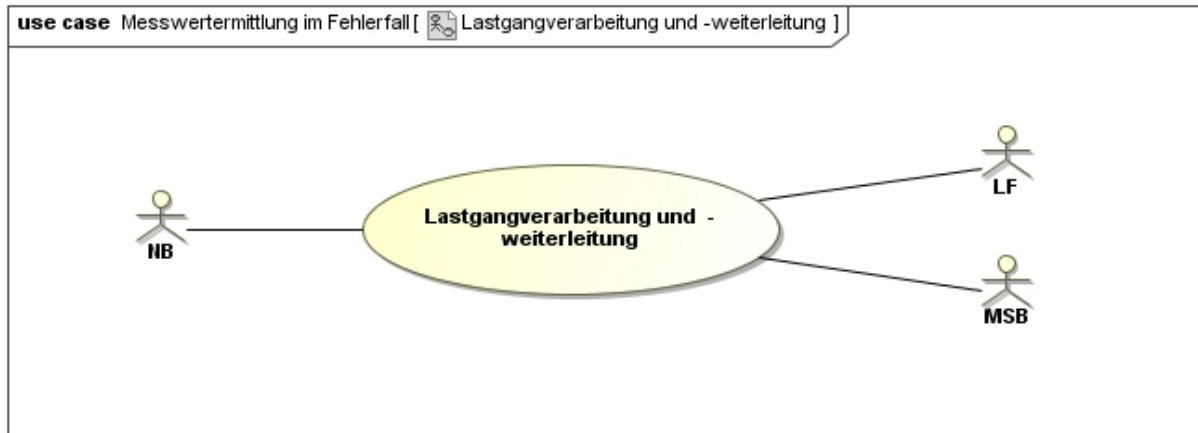 use case Messwertermittlung im Fehlerfall [ Lastgangverarbeitung und -weiterleitung ]
LF
Lastgangverarbeitung und -
weiterleitung
NB
MSB